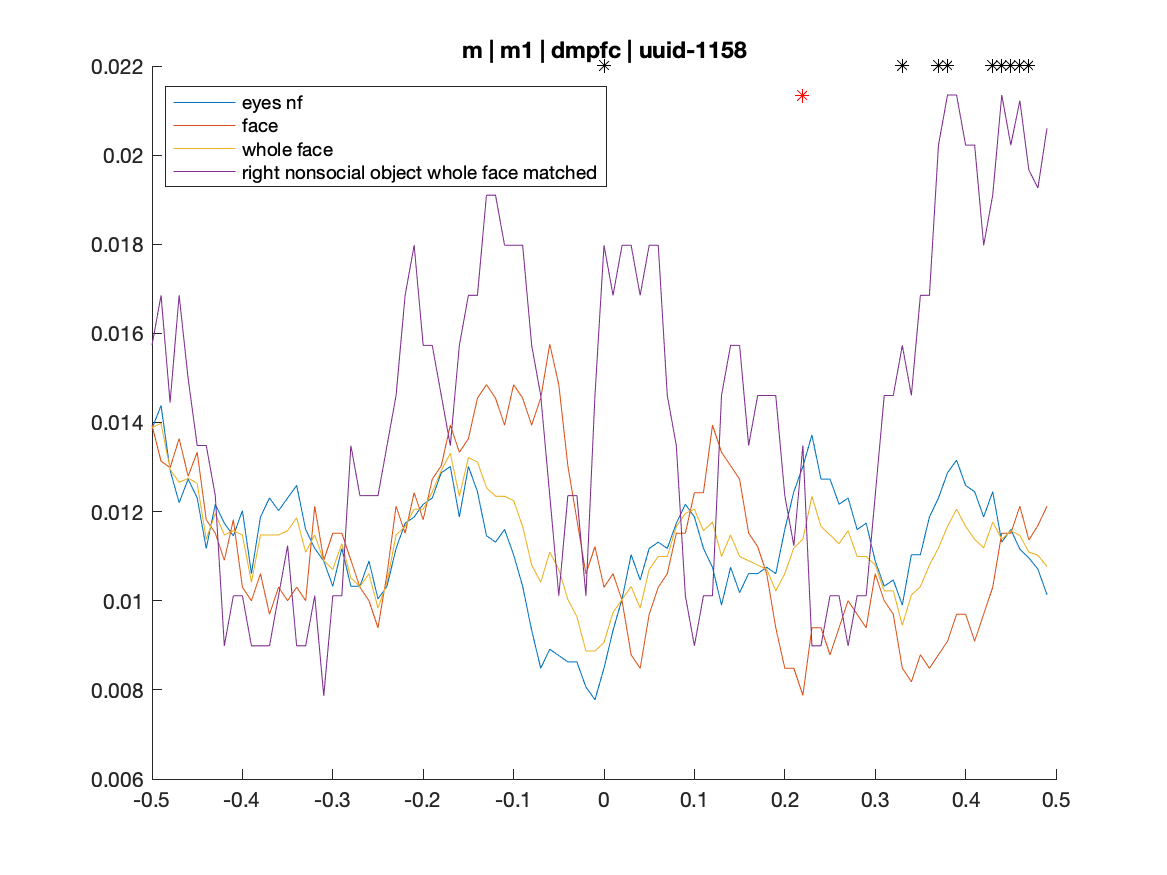 m | m1 | dmpfc | uuid-1158
0.022
eyes nf
face
whole face
right nonsocial object whole face matched
0.02
0.018
0.016
0.014
0.012
0.01
0.008
0.006
-0.5 -0.4 -0.3 -0.2 -0.1 0 0.1 0.2 0.3 0.4 0.5